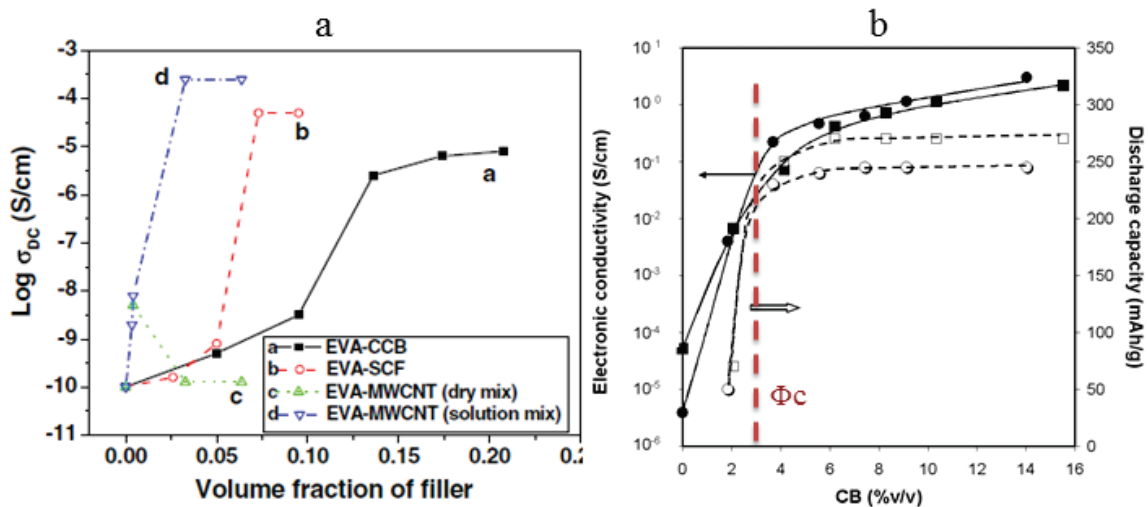 a
-3
-4
-5
-6
-7
-8
-9
-10
-11
Log σDC (S/cm)
d
b
a
c
a EVA-CCB
b EVA-SCF
c EVA-MWCNT (dry mix)
d EVA-MWCNT (solution mix)
0.00 0.05 0.10 0.15 0.20 0.2
Volume fraction of filler
b
10¹
10⁰
10⁻¹
10⁻²
10⁻³
10⁻⁴
10⁻⁵
10⁻⁶
Electronic conductivity (S/cm)
350
300
250
200
150
100
50
0
Discharge capacity (mAh/g)
Φc
0 2 4 6 8 10 12 14 16
CB (%v/v)